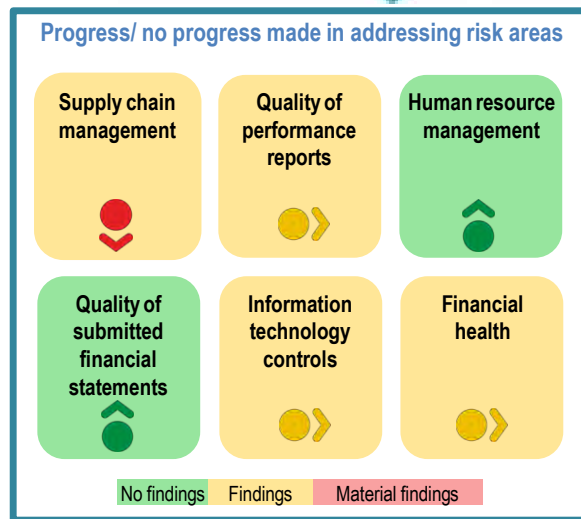 Progress/ no progress made in addressing risk areas
Supply chain
management
Quality of
performance
reports
Human resource
management
Quality of
submitted
financial
statements
Information
technology
controls
Financial
health
No findings
Findings
Material findings